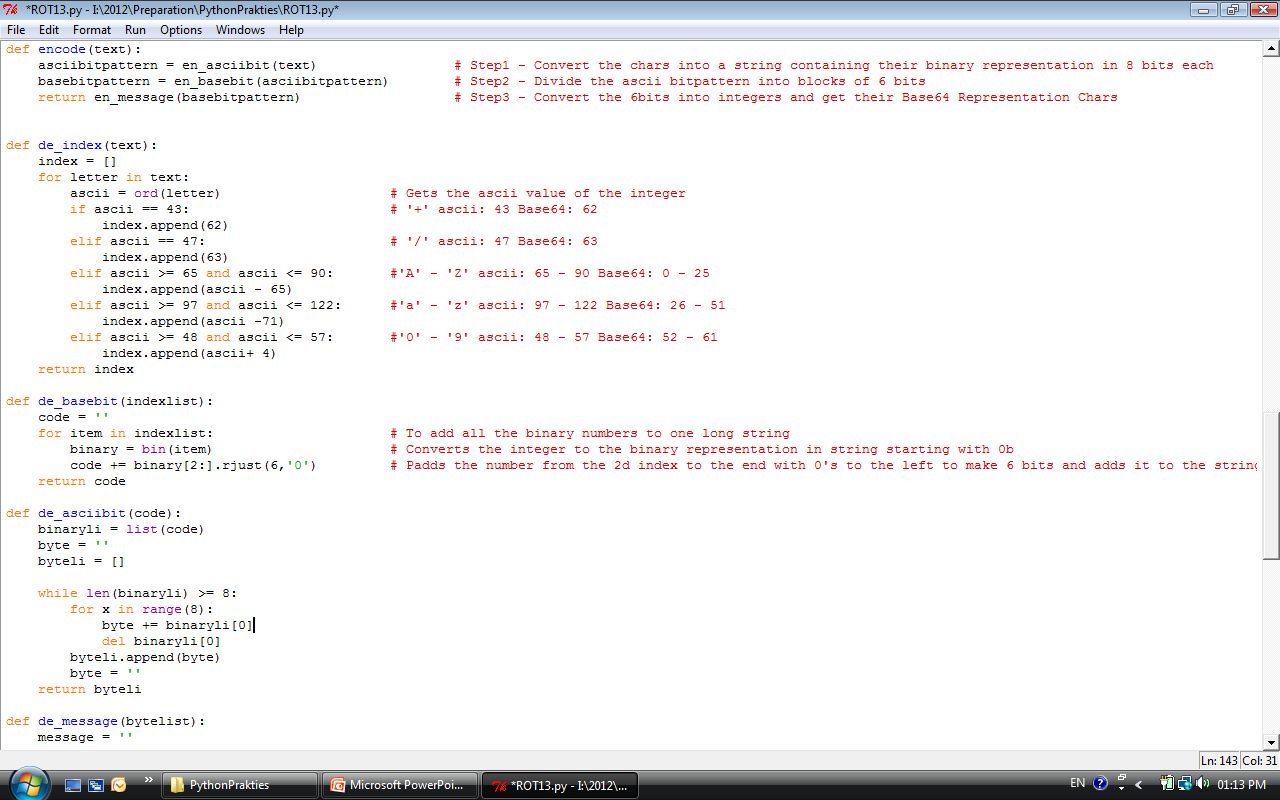 *ROT13.py - I:\2012\Preparation\PythonPrakties\ROT13.py*
File Edit Format Run Options Windows Help
def encode(text):
    asciibitpattern = en_asciibit(text)                 # Step1 - Convert the chars into a string containing their binary representation in 8 bits each
    basebitpattern = en_basebit(asciibitpattern)        # Step2 - Divide the ascii bitpattern into blocks of 6 bits
    return en_message(basebitpattern)                   # Step3 - Convert the 6bits into integers and get their Base64 Representation Chars
def de_index(text):
    index = []
    for letter in text:
        ascii = ord(letter)                     # Gets the ascii value of the integer
        if ascii == 43:                         # '+' ascii: 43 Base64: 62
            index.append(62)
        elif ascii == 47:                       # '/' ascii: 47 Base64: 63
            index.append(63)
        elif ascii >= 65 and ascii <= 90:       #'A' - 'Z' ascii: 65 - 90 Base64: 0 - 25
            index.append(ascii - 65)
        elif ascii >= 97 and ascii <= 122:      #'a' - 'z' ascii: 97 - 122 Base64: 26 - 51
            index.append(ascii -71)
        elif ascii >= 48 and ascii <= 57:       #'0' - '9' ascii: 48 - 57 Base64: 52 - 61
            index.append(ascii+ 4)
    return index
def de_basebit(indexlist):
    code = ''
    for item in indexlist:                      # To add all the binary numbers to one long string
        binary = bin(item)                      # Converts the integer to the binary representation in string starting with 0b
        code += binary[2:].rjust(6,'0')         # Padds the number from the 2d index to the end with 0's to the left to make 6 bits and adds it to the string
    return code
def de_asciibit(code):
    binaryli = list(code)
    byte = ''
    byteli = []
    while len(binaryli) >= 8:
        for x in range(8):
            byte += binaryli[0]
            del binaryli[0]
        byteli.append(byte)
        byte = ''
    return byteli
def de_message(bytelist):
    message = ''
Ln: 143 Col: 31
PythonPrakties
Microsoft PowerPoi...
*ROT13.py - I:\2012\...
EN
01:13 PM